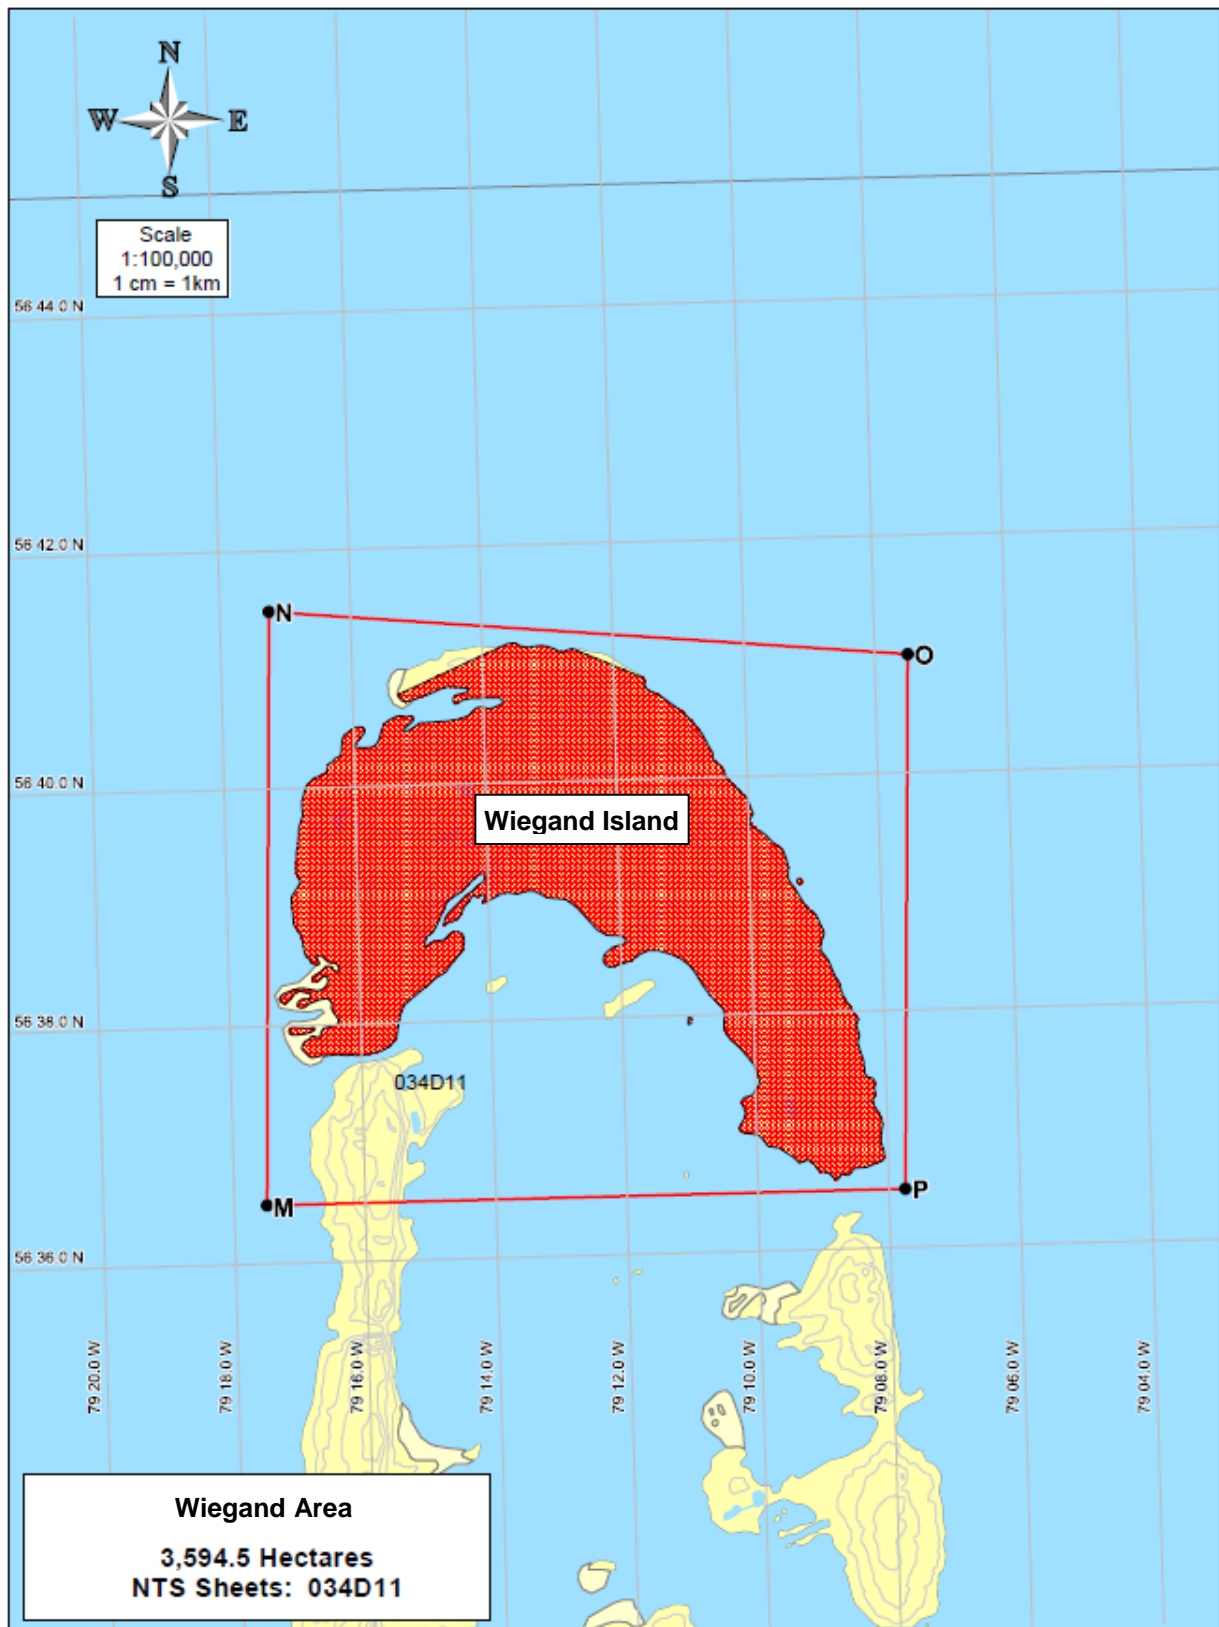 N
W E
S
Scale
1:100,000
1 cm = 1km
56 44.0 N
56 42.0 N
N
O
56 40.0 N
Wiegand Island
56 38.0 N
034D11
M
P
56 36.0 N
79 20.0 W
79 18.0 W
79 16.0 W
79 14.0 W
79 12.0 W
79 10.0 W
79 08.0 W
79 06.0 W
79 04.0 W
Wiegand Area
3,594.5 Hectares
NTS Sheets: 034D11